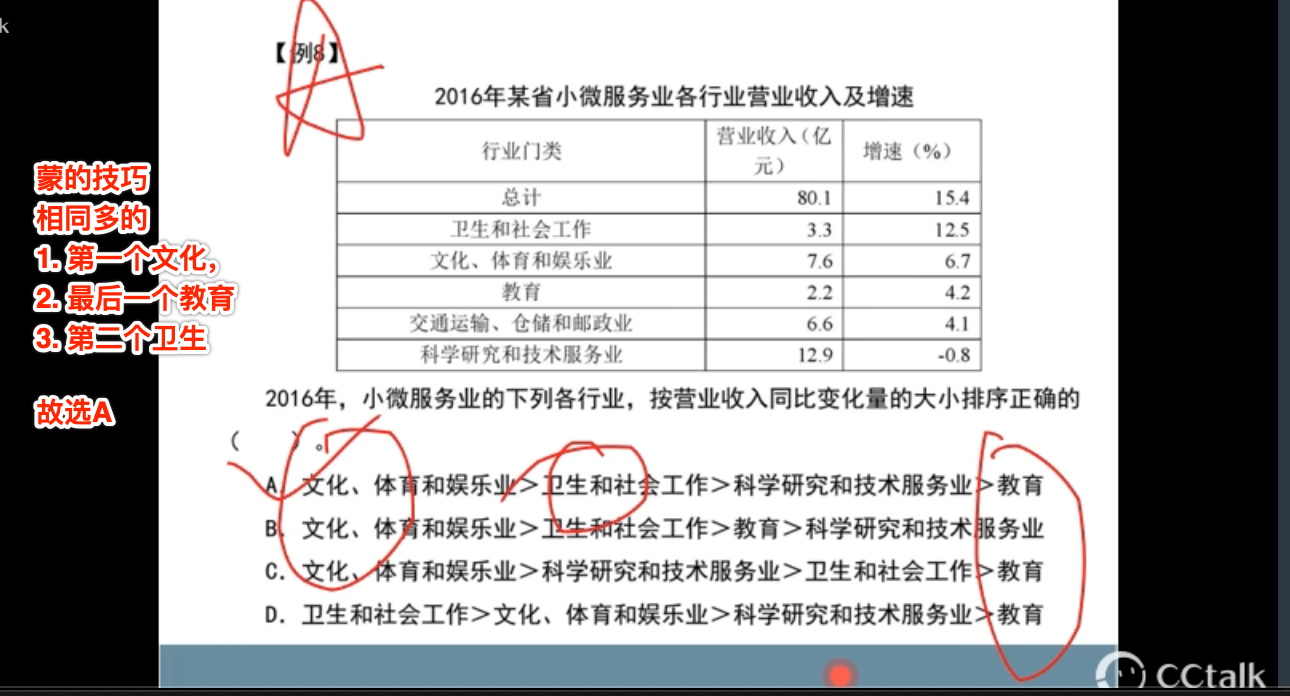 k
【例8】
2016年某省小微服务业各行业营业收入及增速
行业门类 营业收入（亿元） 增速（%）
总计 80.1 15.4
卫生和社会工作 3.3 12.5
文化、体育和娱乐业 7.6 6.7
教育 2.2 4.2
交通运输、仓储和邮政业 6.6 4.1
科学研究和技术服务业 12.9 -0.8
2016年，小微服务业的下列各行业，按营业收入同比变化量的大小排序正确的
（ ）。
A. 文化、体育和娱乐业＞卫生和社会工作＞科学研究和技术服务业＞教育
B. 文化、体育和娱乐业＞卫生和社会工作＞教育＞科学研究和技术服务业
C. 文化、体育和娱乐业＞科学研究和技术服务业＞卫生和社会工作＞教育
D. 卫生和社会工作＞文化、体育和娱乐业＞科学研究和技术服务业＞教育
蒙的技巧
相同多的
1. 第一个文化，
2. 最后一个教育
3. 第二个卫生
故选A
CCtalk